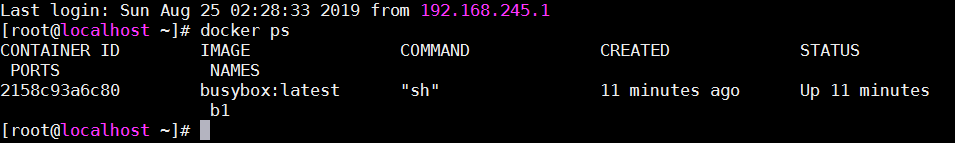 Last login: Sun Aug 25 02:28:33 2019 from 192.168.245.1
[root@localhost ~]# docker ps
CONTAINER ID        IMAGE               COMMAND             CREATED             STATUS
 PORTS               NAMES
2158c93a6c80        busybox:latest      "sh"                11 minutes ago      Up 11 minutes
                     b1
[root@localhost ~]#